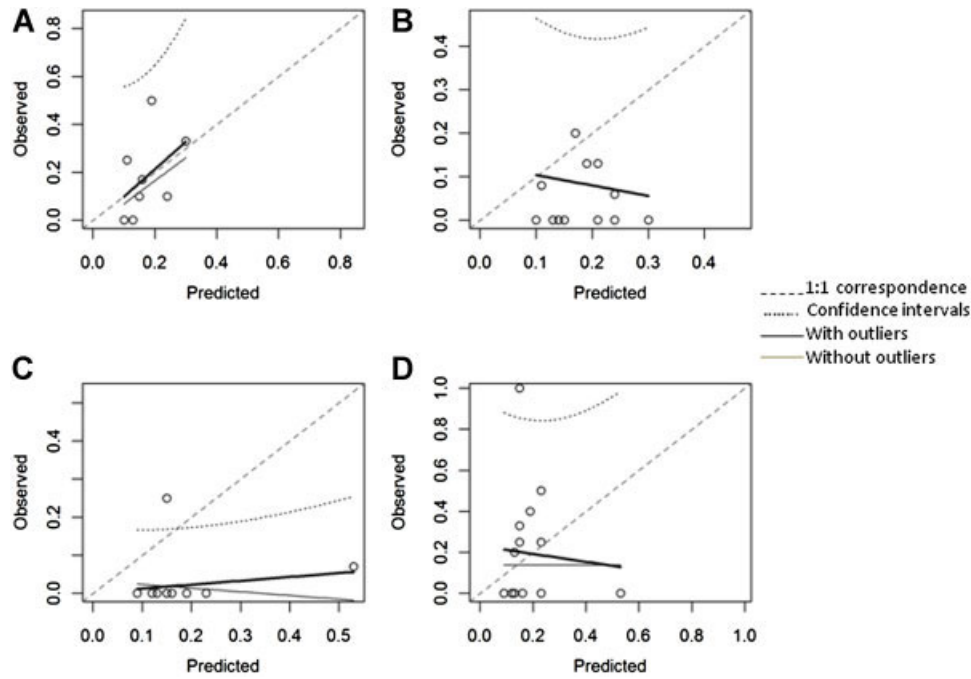 A
Observed
0.8
0.6
0.4
0.2
0.0
0.0 0.2 0.4 0.6 0.8
Predicted
B
Observed
0.4
0.3
0.2
0.1
0.0
0.0 0.1 0.2 0.3 0.4
Predicted
1:1 correspondence
Confidence intervals
With outliers
Without outliers
C
Observed
0.4
0.2
0.0
0.0 0.1 0.2 0.3 0.4 0.5
Predicted
D
Observed
1.0
0.8
0.6
0.4
0.2
0.0
0.0 0.2 0.4 0.6 0.8 1.0
Predicted